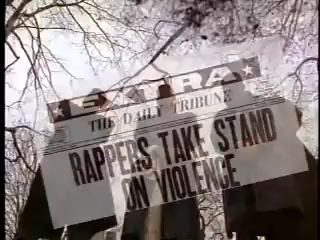 EXTRA
THE DAILY TRIBUNE
RAPPERS TAKE STAND
ON VIOLENCE